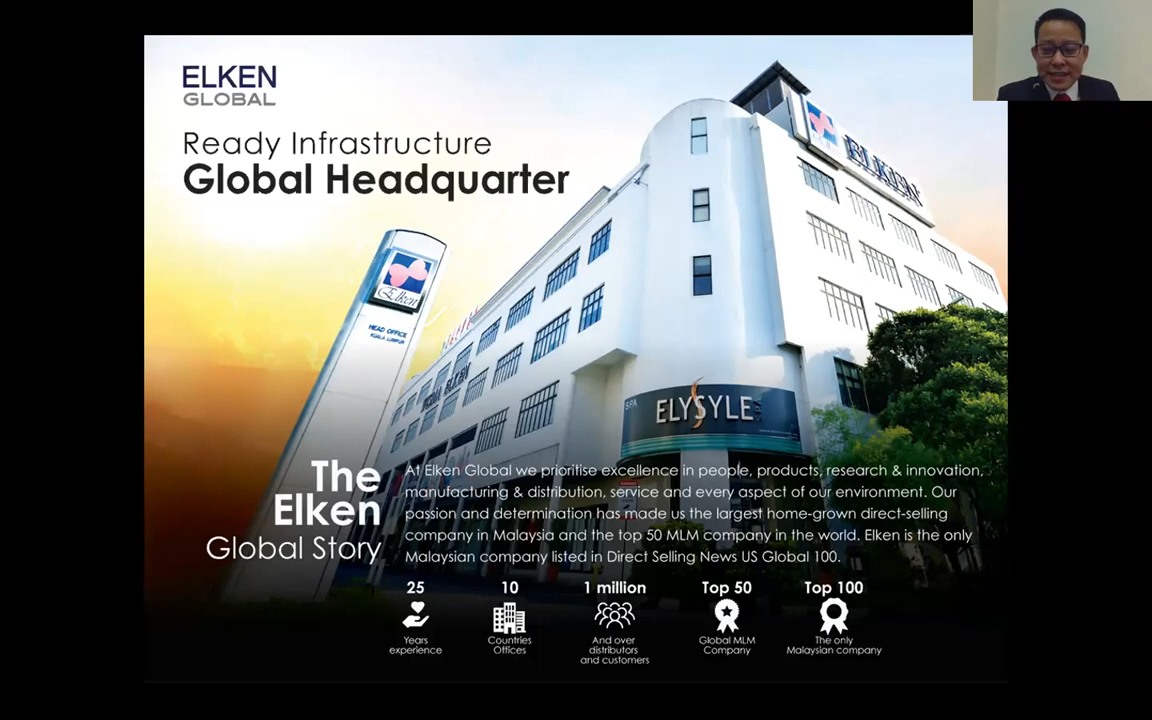 ELKEN
GLOBAL
Ready Infrastructure
Global Headquarter
ELKEN
Elken
HEAD OFFICE
KUALA LUMPUR
WISMA ELKEN
SPA
ELYSYLE
The
Elken
Global Story
At Elken Global we prioritise excellence in people, products, research & innovation,
manufacturing & distribution, service and every aspect of our environment. Our
passion and determination has made us the largest home-grown direct-selling
company in Malaysia and the top 50 MLM company in the world. Elken is the only
Malaysian company listed in Direct Selling News US Global 100.
25
Years
experience
10
Countries
Offices
1 million
And over
distributors
and customers
Top 50
Global MLM
Company
Top 100
The only
Malaysian company